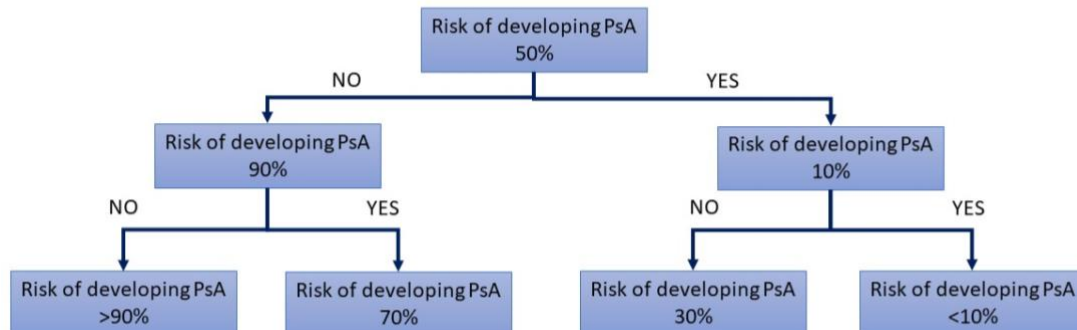 Risk of developing PsA
50%
NO
YES
Risk of developing PsA
90%
Risk of developing PsA
10%
NO
YES
NO
YES
Risk of developing PsA
>90%
Risk of developing PsA
70%
Risk of developing PsA
30%
Risk of developing PsA
<10%